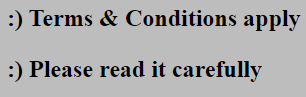 :) Terms & Conditions apply
:) Please read it carefully